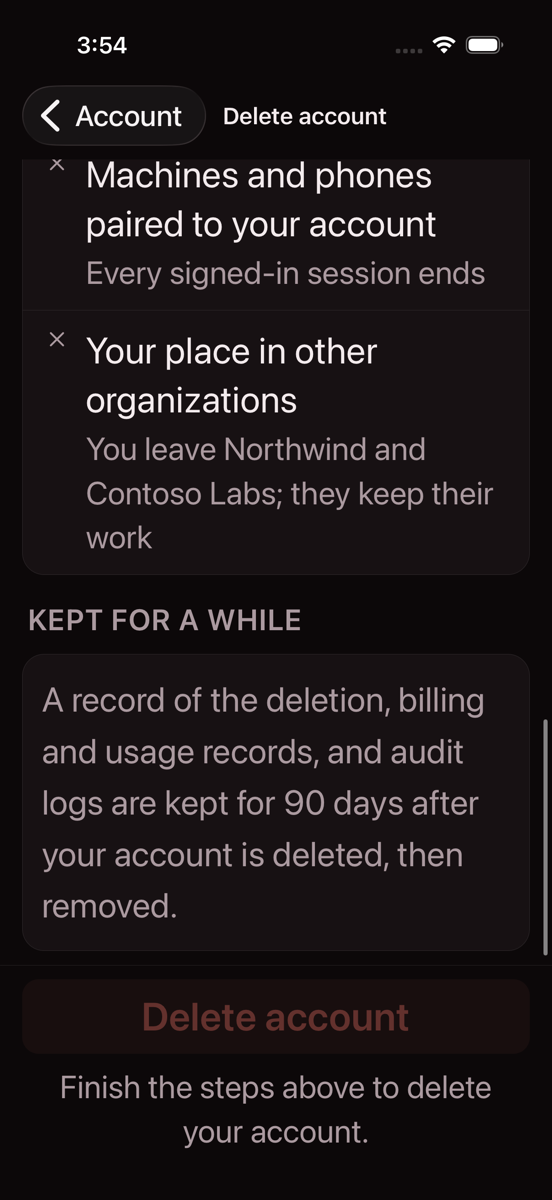 3:54
Account
Delete account
Machines and phones
paired to your account
Every signed-in session ends
Your place in other
organizations
You leave Northwind and
Contoso Labs; they keep their
work
KEPT FOR A WHILE
A record of the deletion, billing
and usage records, and audit
logs are kept for 90 days after
your account is deleted, then
removed.
Delete account
Finish the steps above to delete
your account.